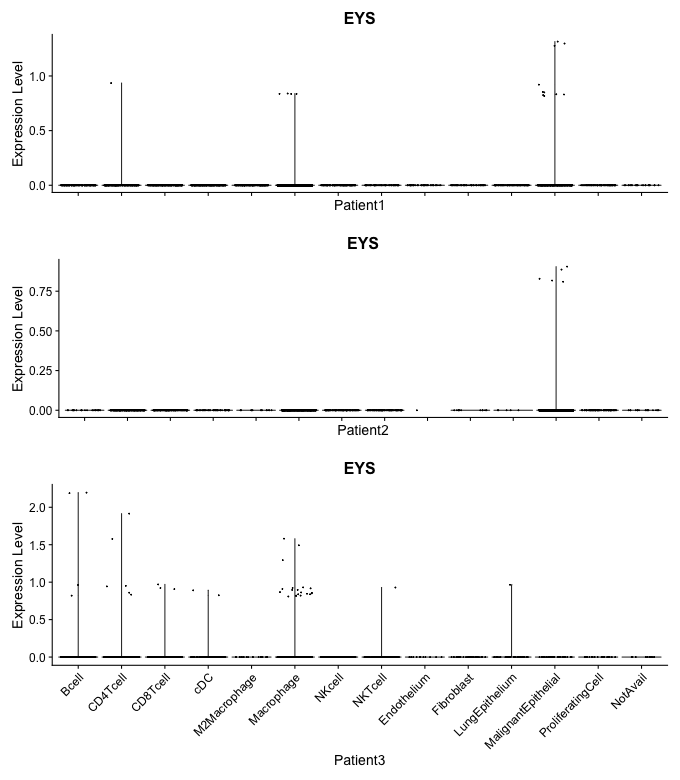 EYS
Expression Level
1.0
0.5
0.0
Patient1
EYS
Expression Level
0.75
0.50
0.25
0.00
Patient2
EYS
Expression Level
2.0
1.5
1.0
0.5
0.0
Bcell
CD4Tcell
CD8Tcell
cDC
M2Macrophage
Macrophage
NKcell
NKTcell
Endothelium
Fibroblast
LungEpithelium
MalignantEpithelial
ProliferatingCell
NotAvail
Patient3